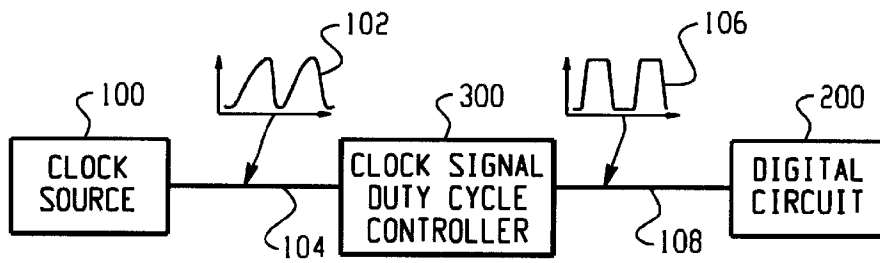 102
106
100
300
200
CLOCK
SOURCE
CLOCK SIGNAL
DUTY CYCLE
CONTROLLER
DIGITAL
CIRCUIT
104
108